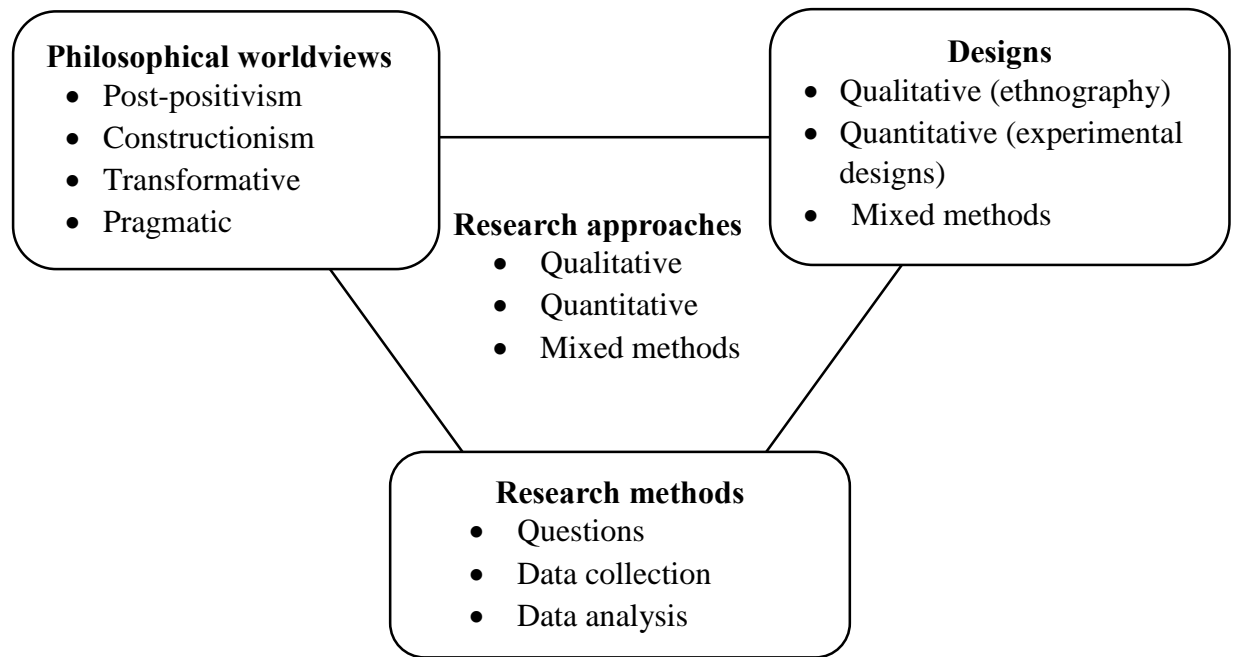 Philosophical worldviews
• Post-positivism
• Constructionism
• Transformative
• Pragmatic
Designs
• Qualitative (ethnography)
• Quantitative (experimental
designs)
• Mixed methods
Research approaches
• Qualitative
• Quantitative
• Mixed methods
Research methods
• Questions
• Data collection
• Data analysis